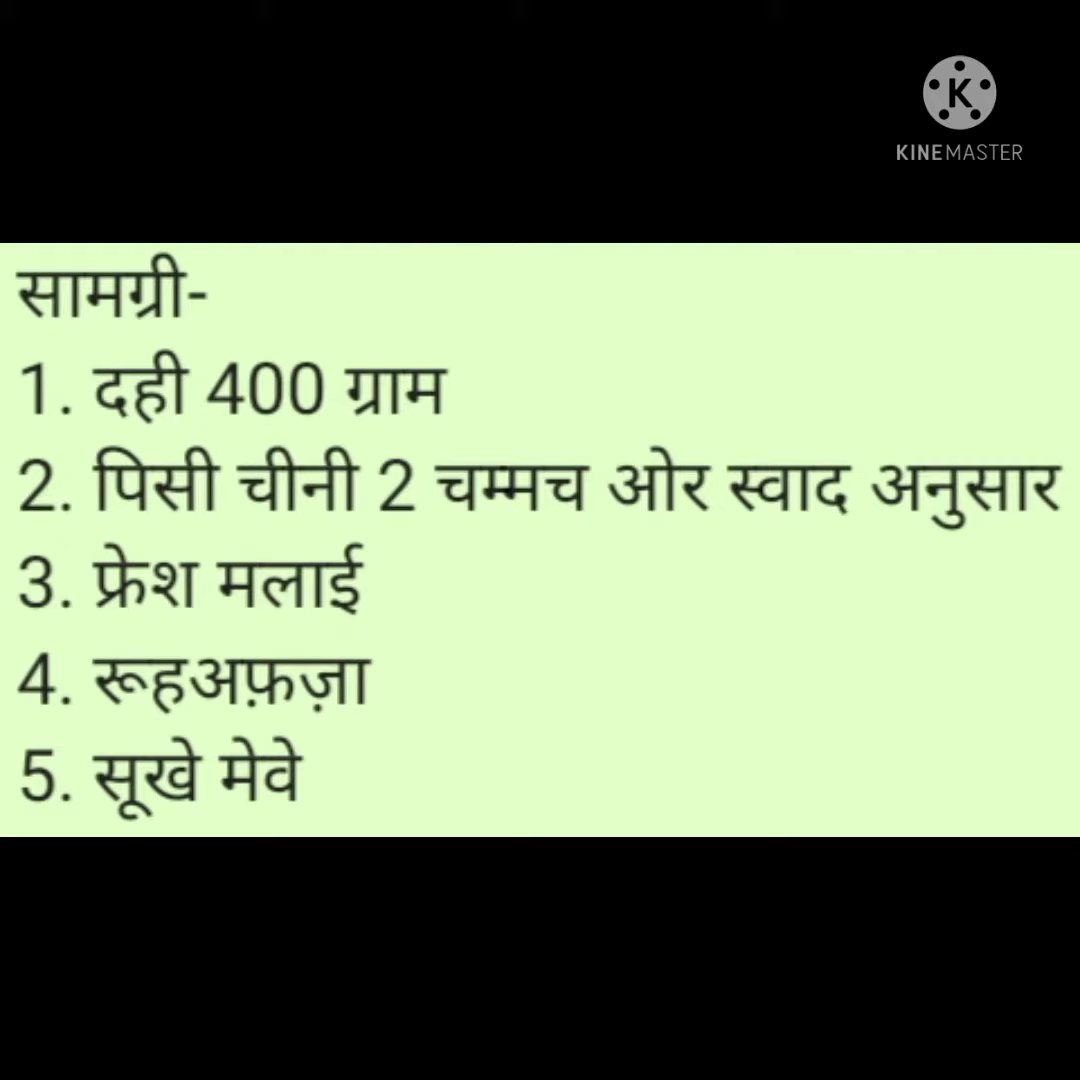 K
KINEMASTER
सामग्री-
1. दही 400 ग्राम
2. पिसी चीनी 2 चम्मच ओर स्वाद अनुसार
3. फ्रेश मलाई
4. रूहअफ़ज़ा
5. सूखे मेवे